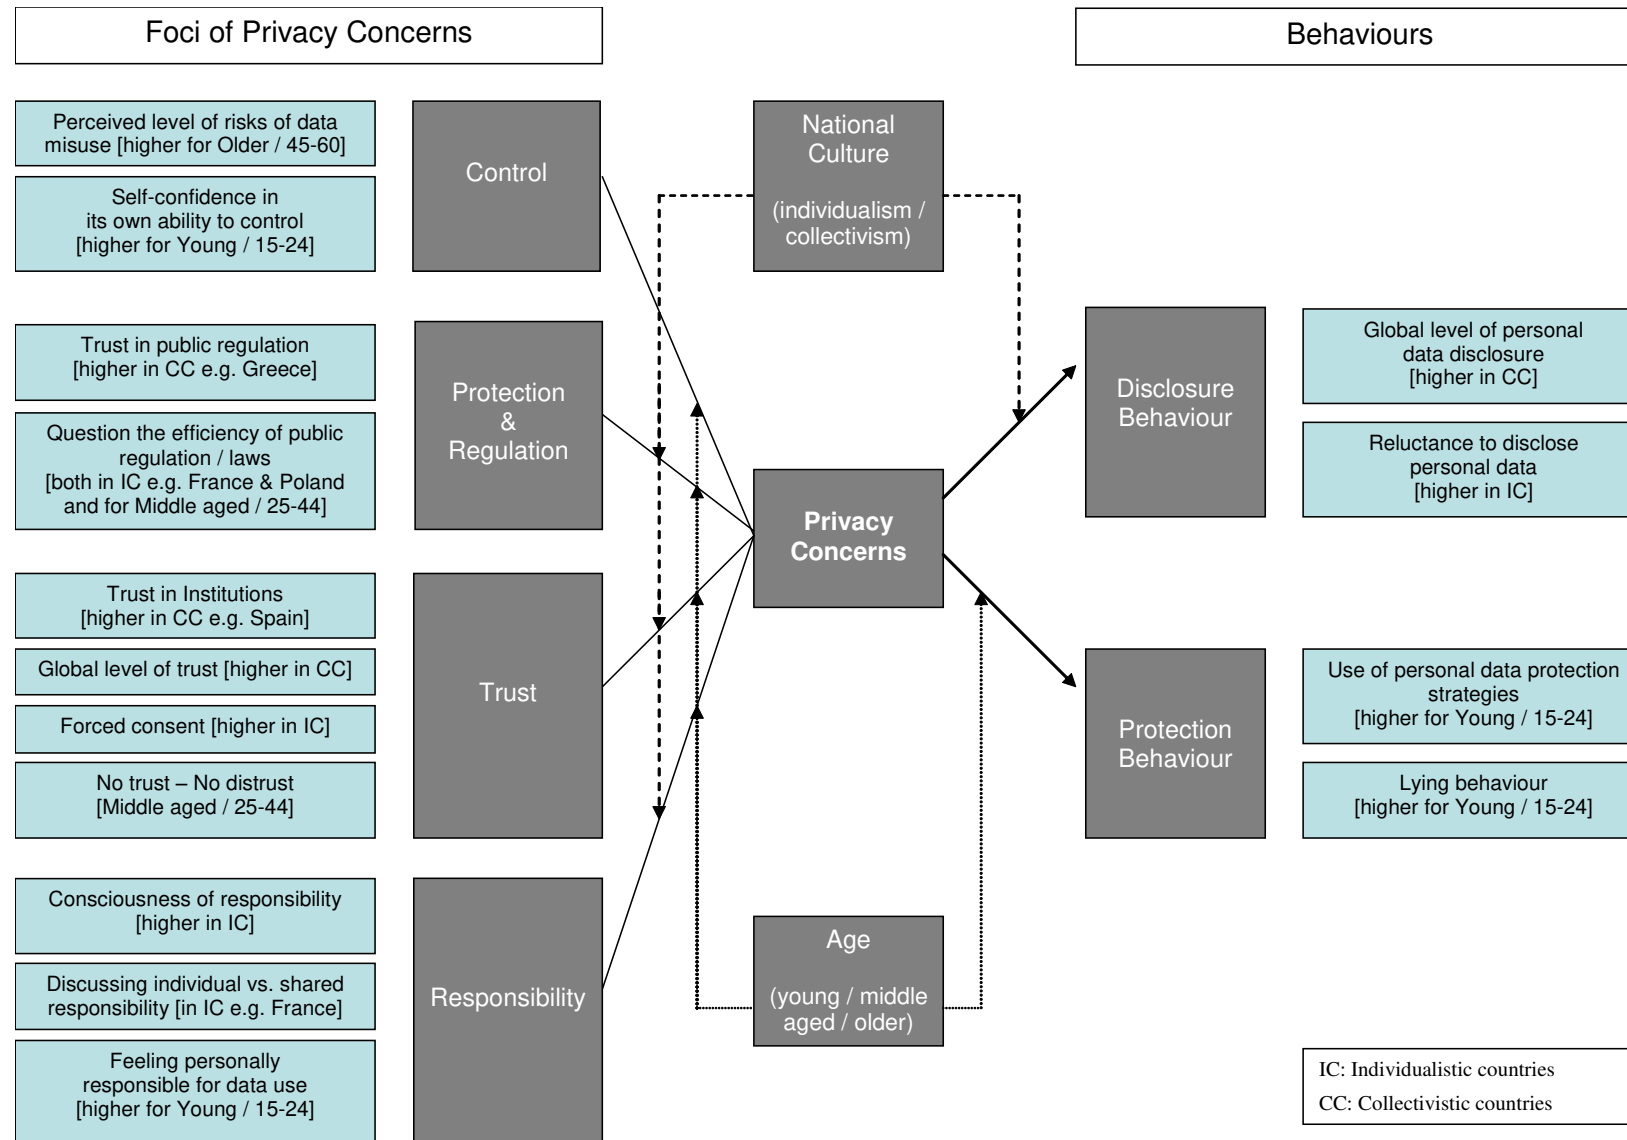 Foci of Privacy Concerns
Behaviours
Perceived level of risks of data
misuse [higher for Older / 45-60]
Self-confidence in
its own ability to control
[higher for Young / 15-24]
Control
Trust in public regulation
[higher in CC e.g. Greece]
Question the efficiency of public
regulation / laws
[both in IC e.g. France & Poland
and for Middle aged / 25-44]
Protection
&
Regulation
Trust in Institutions
[higher in CC e.g. Spain]
Global level of trust [higher in CC]
Forced consent [higher in IC]
No trust – No distrust
[Middle aged / 25-44]
Trust
Consciousness of responsibility
[higher in IC]
Discussing individual vs. shared
responsibility [in IC e.g. France]
Feeling personally
responsible for data use
[higher for Young / 15-24]
Responsibility
National
Culture
(individualism /
collectivism)
Privacy
Concerns
Age
(young / middle
aged / older)
Disclosure
Behaviour
Global level of personal
data disclosure
[higher in CC]
Reluctance to disclose
personal data
[higher in IC]
Protection
Behaviour
Use of personal data protection
strategies
[higher for Young / 15-24]
Lying behaviour
[higher for Young / 15-24]
IC: Individualistic countries
CC: Collectivistic countries